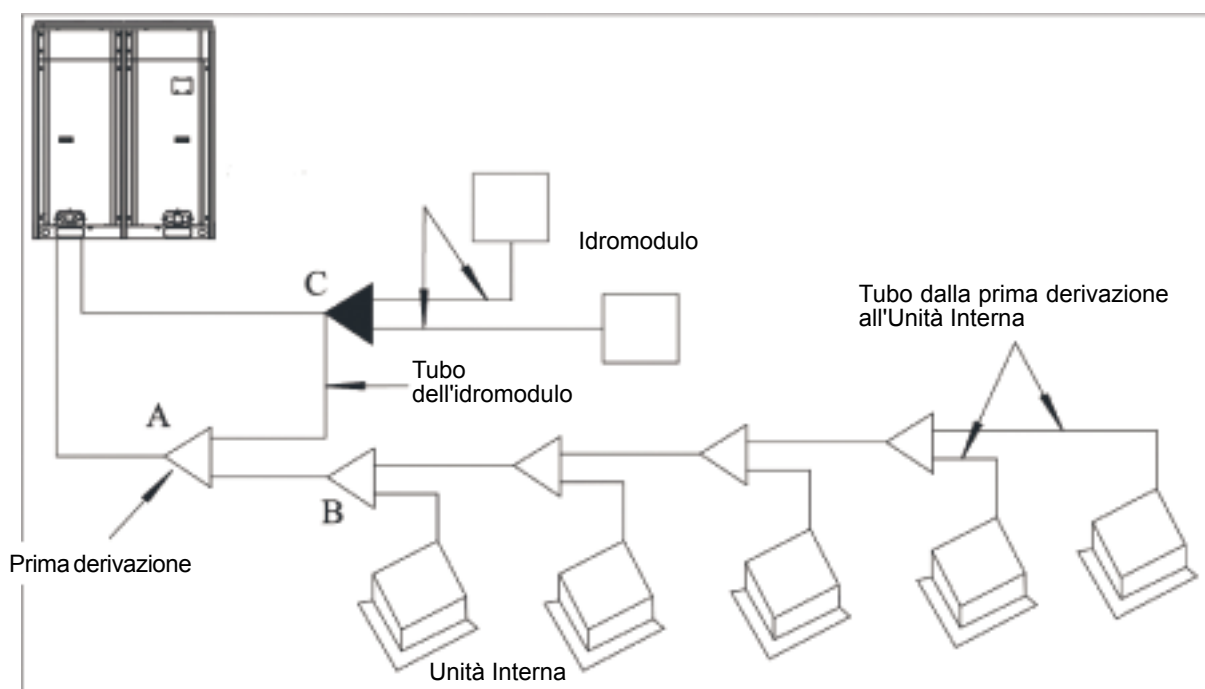 Idromodulo
C
Tubo dalla prima derivazione
all'Unità Interna
Tubo
dell'idromodulo
A
B
Prima derivazione
Unità Interna